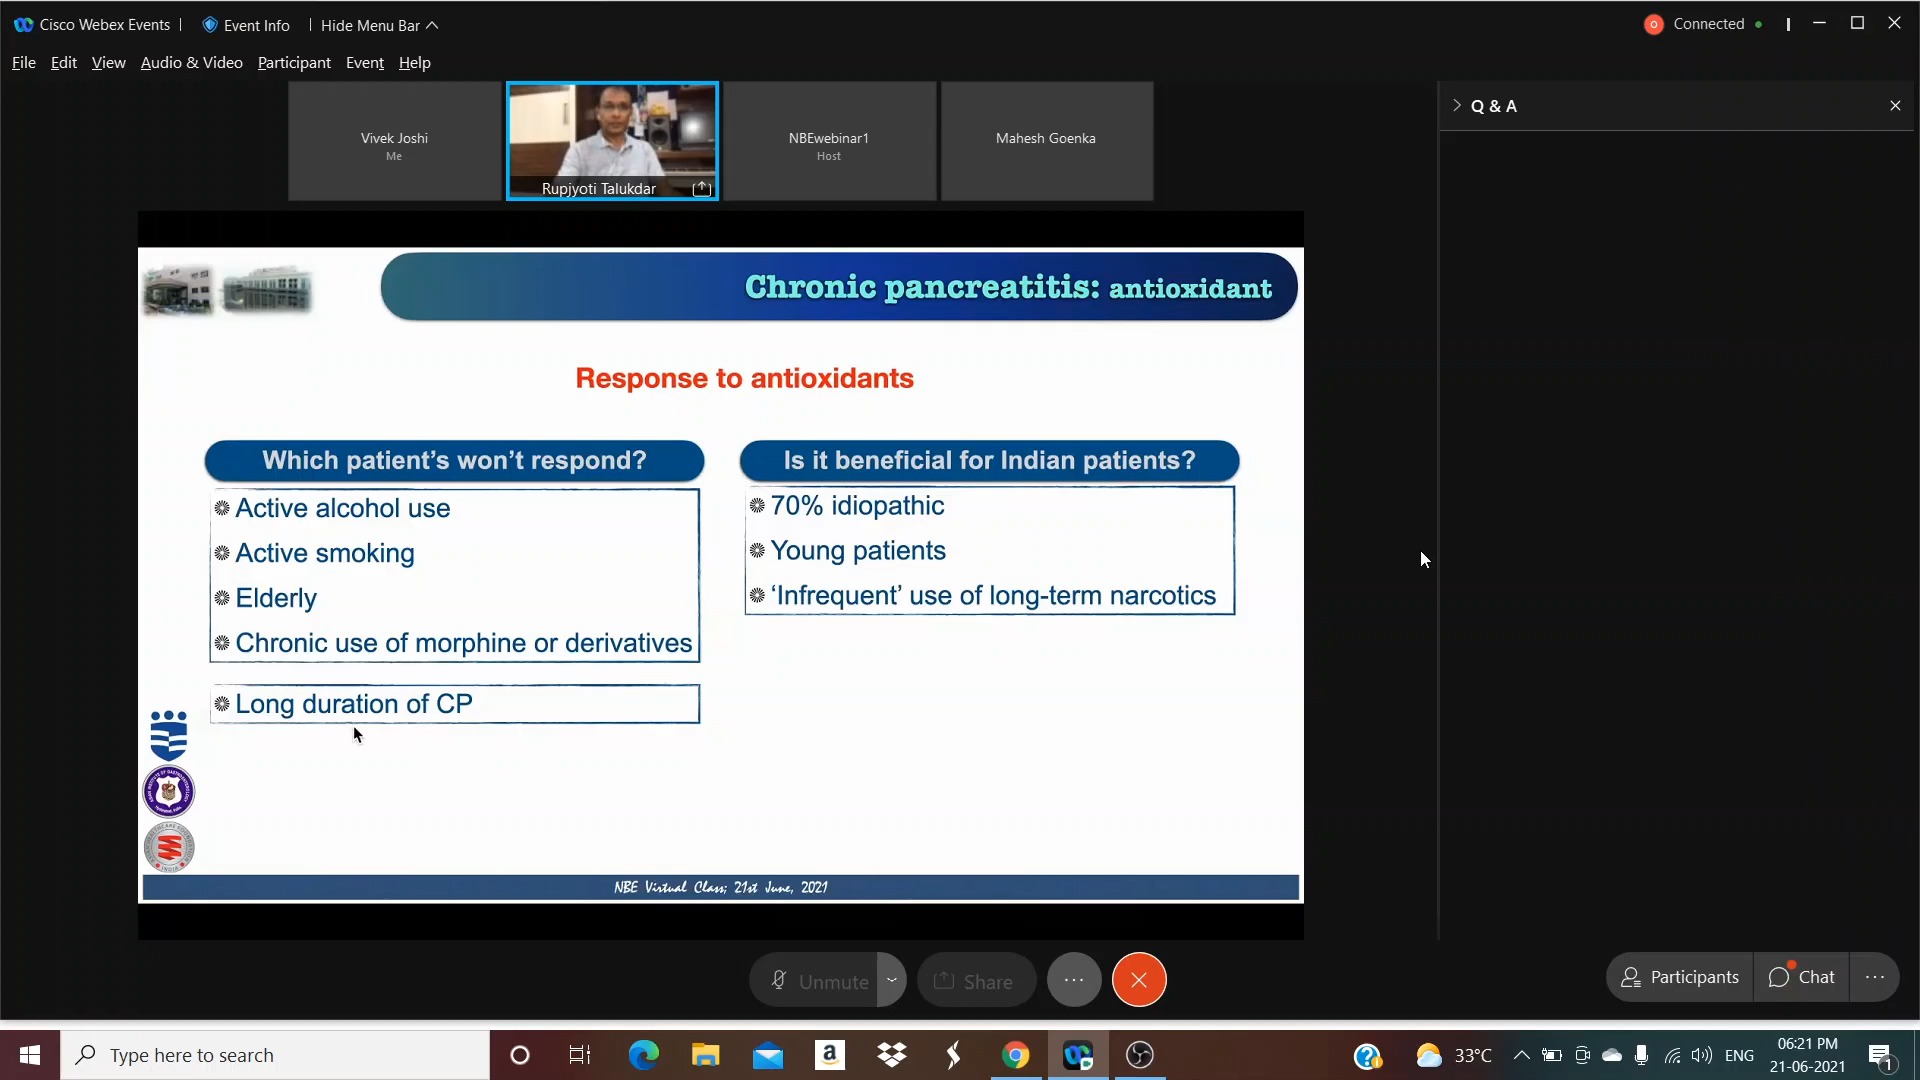 Cisco Webex Events
Event Info
Hide Menu Bar
Connected
File Edit View Audio & Video Participant Event Help
Vivek Joshi
Me
Rupjyoti Talukdar
NBEwebinar1
Host
Mahesh Goenka
Q & A
Chronic pancreatitis: antioxidant
Response to antioxidants
Which patient's won't respond?
Active alcohol use
Active smoking
Elderly
Chronic use of morphine or derivatives
Long duration of CP
Is it beneficial for Indian patients?
70% idiopathic
Young patients
‘Infrequent’ use of long-term narcotics
NBE Virtual Class; 21st June, 2021
Unmute
Share
Participants
Chat
Type here to search
33°C
ENG
06:21 PM
21-06-2021
1